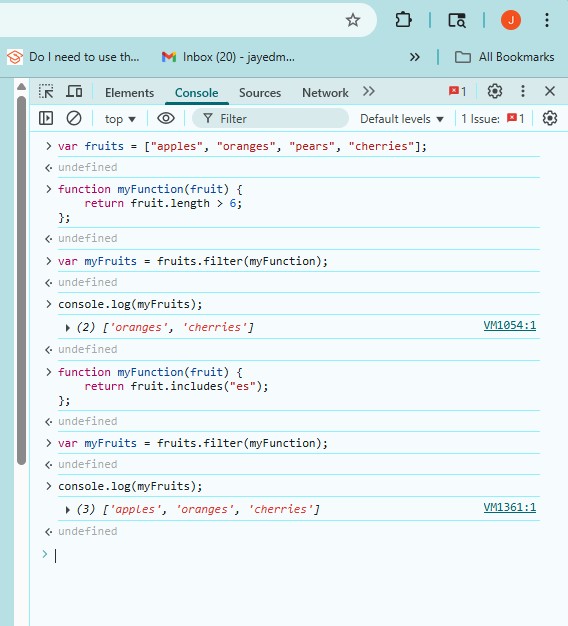 J
Do I need to use th...
Inbox (20) - jayedm...
All Bookmarks
Elements Console Sources Network 1
top Filter Default levels 1 Issue: 1
var fruits = ["apples", "oranges", "pears", "cherries"];
undefined
function myFunction(fruit) {
return fruit.length > 6;
};
undefined
var myFruits = fruits.filter(myFunction);
undefined
console.log(myFruits);
(2) ['oranges', 'cherries'] VM1054:1
undefined
function myFunction(fruit) {
return fruit.includes("es");
};
undefined
var myFruits = fruits.filter(myFunction);
undefined
console.log(myFruits);
(3) ['apples', 'oranges', 'cherries'] VM1361:1
undefined